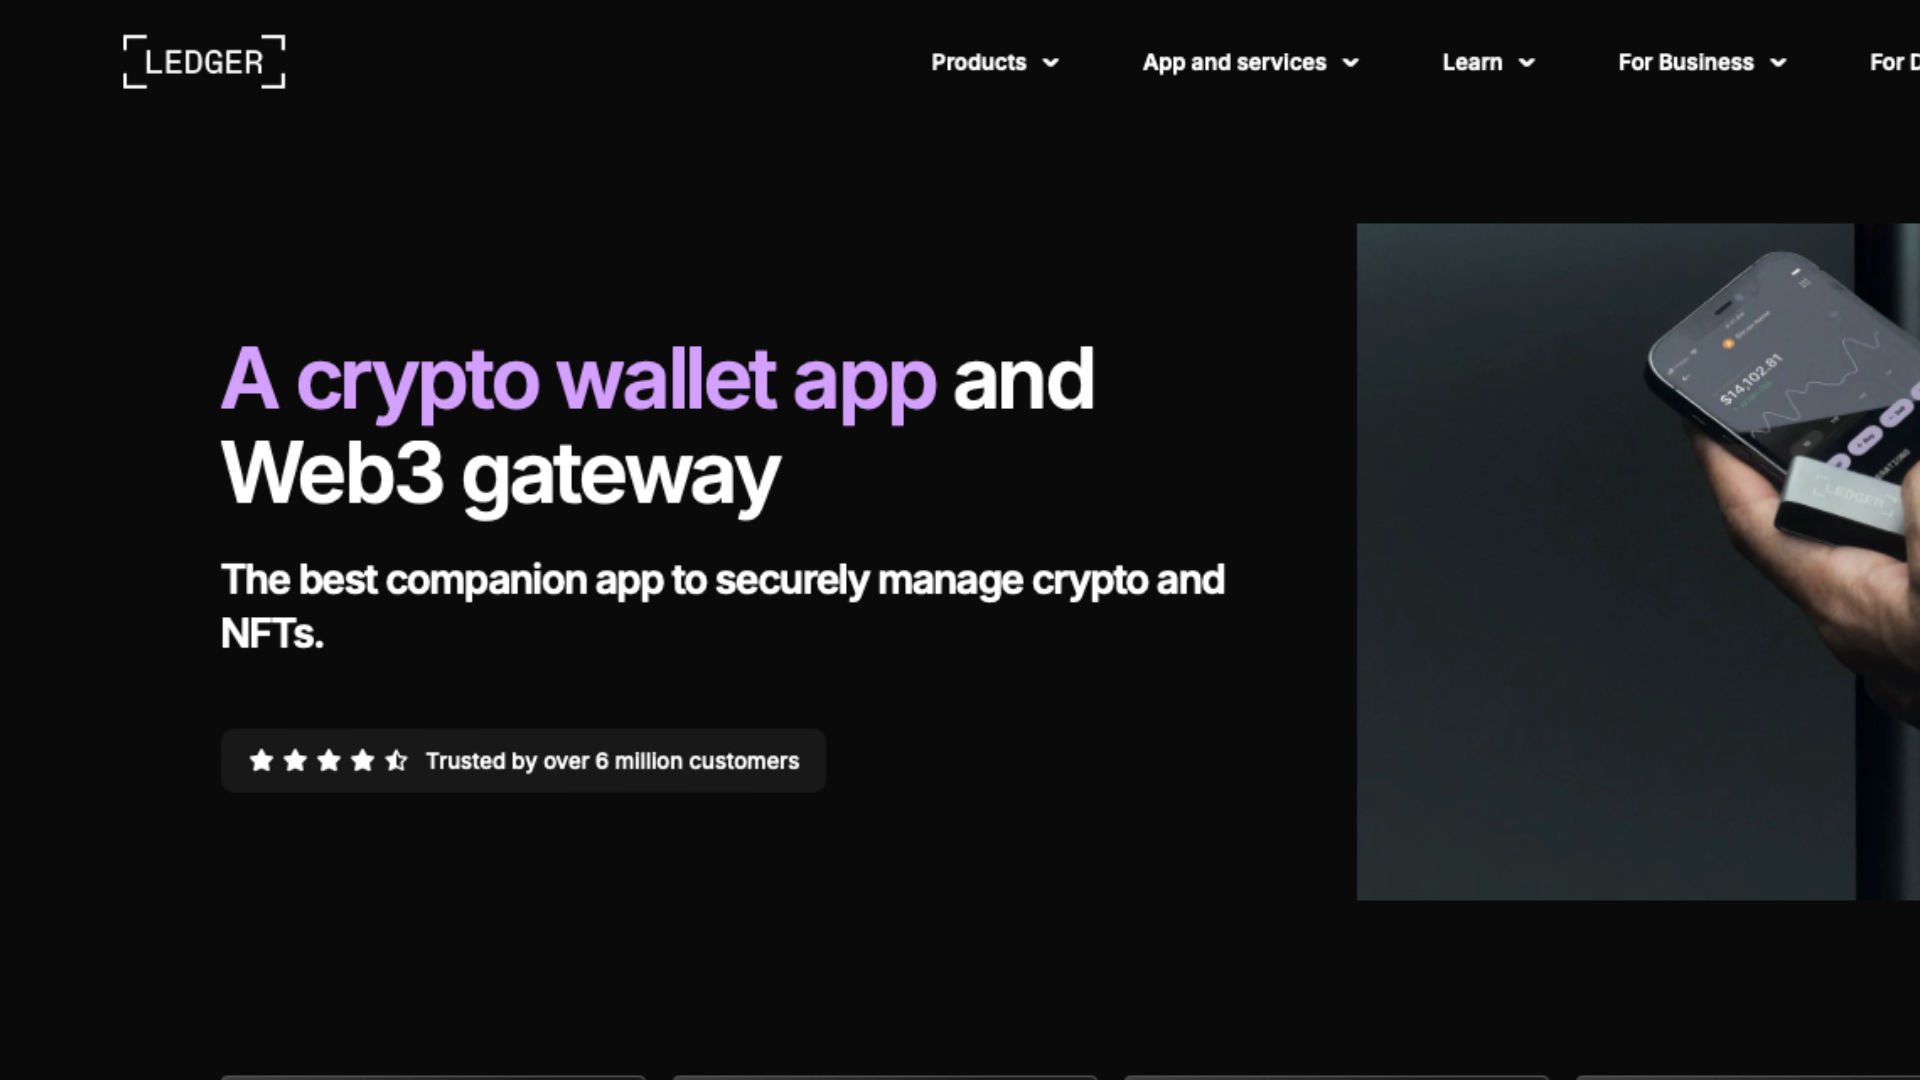 LEDGER
Products
App and services
Learn
For Business
For
A crypto wallet app and
Web3 gateway
The best companion app to securely manage crypto and
NFTs.
Trusted by over 6 million customers
$14,102.81
Buy
LEDGER